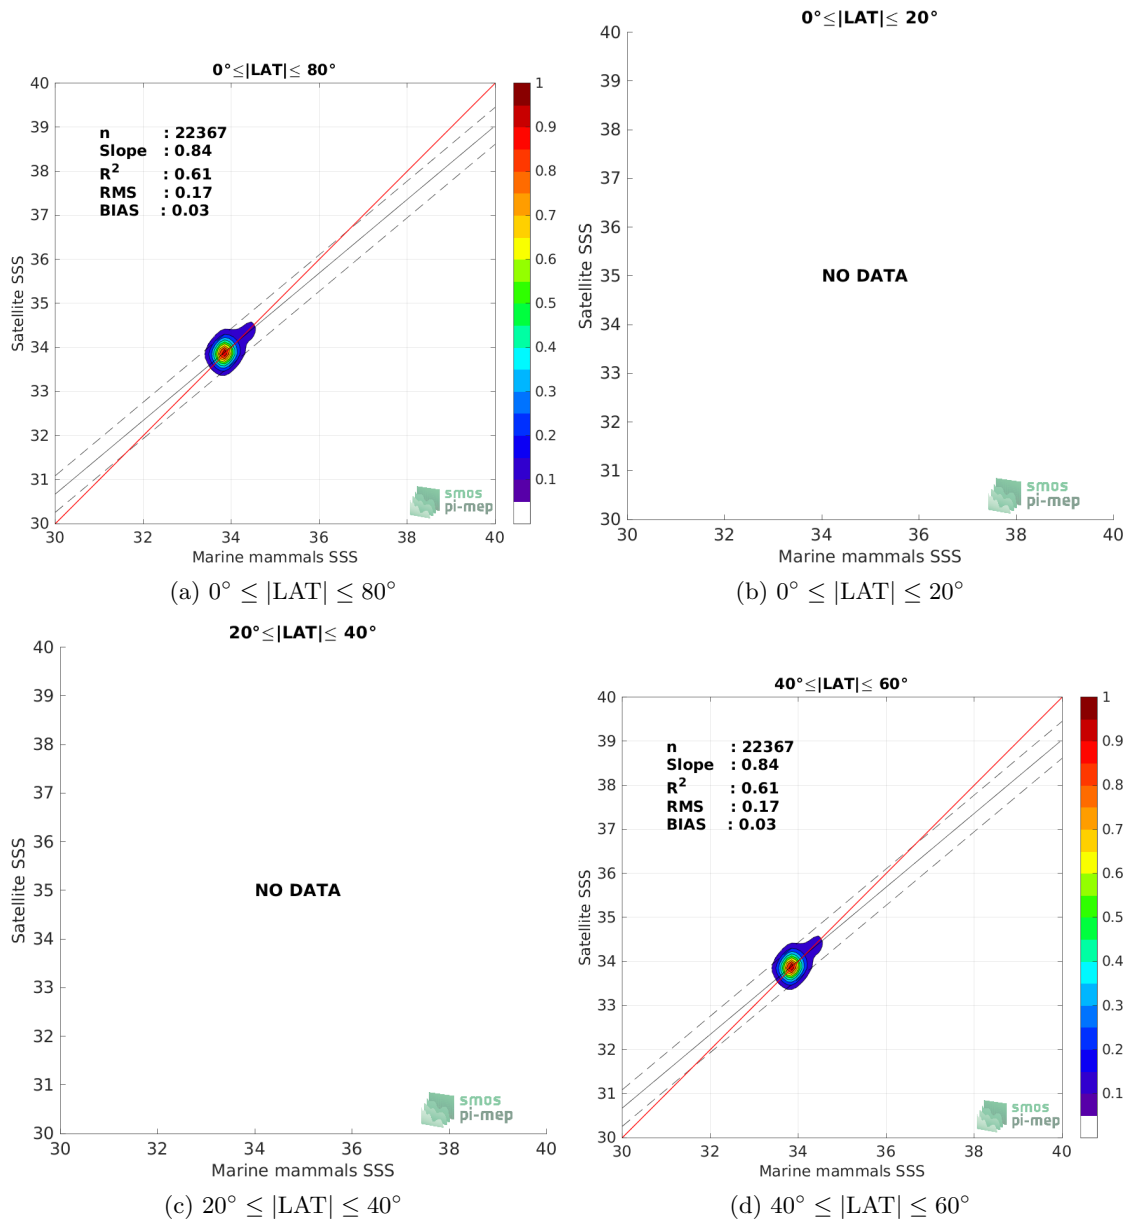 0°≤|LAT|≤ 80°
40
39
38
37
36
35
34
33
32
31
30
Satellite SSS
n : 22367
Slope : 0.84
R² : 0.61
RMS : 0.17
BIAS : 0.03
smos
pi-mep
30 32 34 36 38 40
Marine mammals SSS
1
0.9
0.8
0.7
0.6
0.5
0.4
0.3
0.2
0.1
(a) 0° ≤ |LAT| ≤ 80°
0°≤|LAT|≤ 20°
40
39
38
37
36
35
34
33
32
31
30
Satellite SSS
NO DATA
smos
pi-mep
30 32 34 36 38 40
Marine mammals SSS
(b) 0° ≤ |LAT| ≤ 20°
20°≤|LAT|≤ 40°
40
39
38
37
36
35
34
33
32
31
30
Satellite SSS
NO DATA
smos
pi-mep
30 32 34 36 38 40
Marine mammals SSS
(c) 20° ≤ |LAT| ≤ 40°
40°≤|LAT|≤ 60°
40
39
38
37
36
35
34
33
32
31
30
Satellite SSS
n : 22367
Slope : 0.84
R² : 0.61
RMS : 0.17
BIAS : 0.03
smos
pi-mep
30 32 34 36 38 40
Marine mammals SSS
1
0.9
0.8
0.7
0.6
0.5
0.4
0.3
0.2
0.1
(d) 40° ≤ |LAT| ≤ 60°